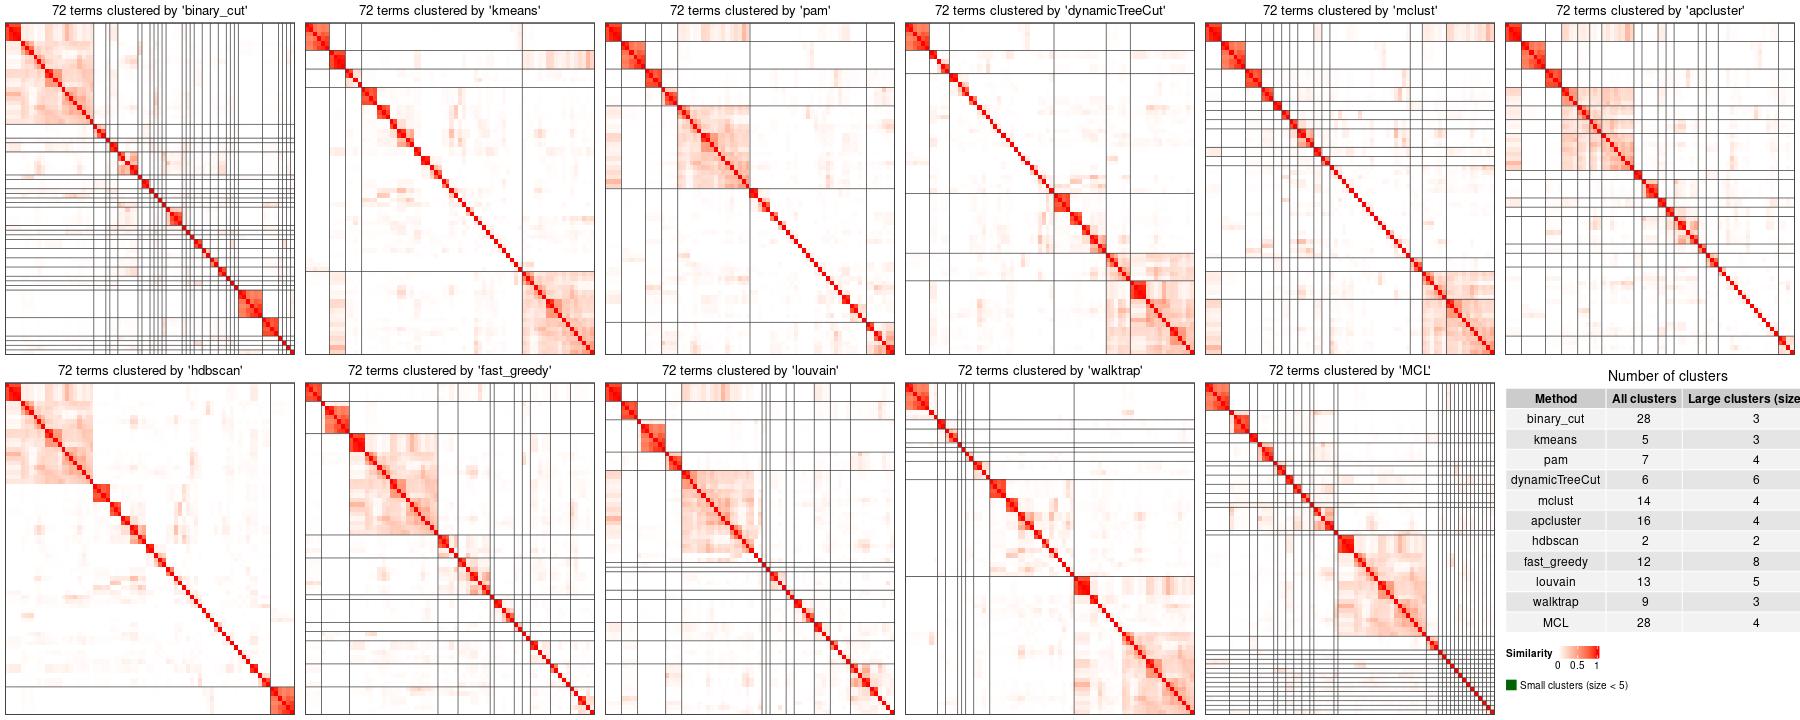 72 terms clustered by 'binary_cut'
72 terms clustered by 'kmeans'
72 terms clustered by 'pam'
72 terms clustered by 'dynamicTreeCut'
72 terms clustered by 'mclust'
72 terms clustered by 'apcluster'
72 terms clustered by 'hdbscan'
72 terms clustered by 'fast_greedy'
72 terms clustered by 'louvain'
72 terms clustered by 'walktrap'
72 terms clustered by 'MCL'
Number of clusters
Method All clusters Large clusters (size
binary_cut 28 3
kmeans 5 3
pam 7 4
dynamicTreeCut 6 6
mclust 14 4
apcluster 16 4
hdbscan 2 2
fast_greedy 12 8
louvain 13 5
walktrap 9 3
MCL 28 4
Similarity
0 0.5 1
Small clusters (size < 5)